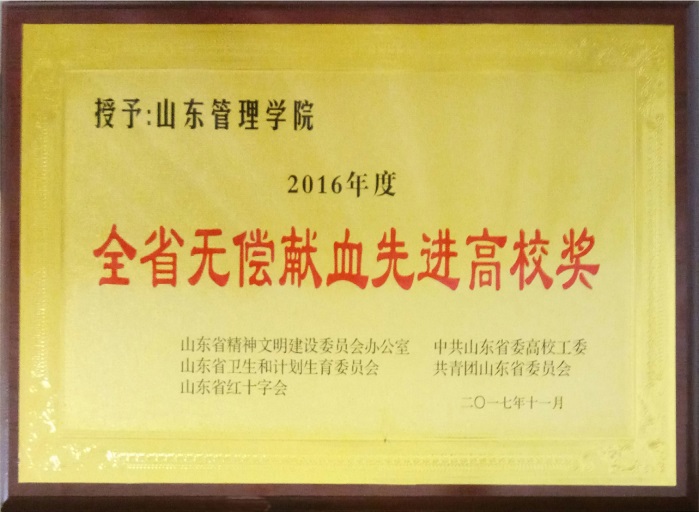 授予:山东管理学院
2016年度
全省无偿献血先进高校奖
山东省精神文明建设委员会办公室 中共山东省委高校工委
山东省卫生和计划生育委员会 共青团山东省委员会
山东省红十字会
二〇一七年十一月